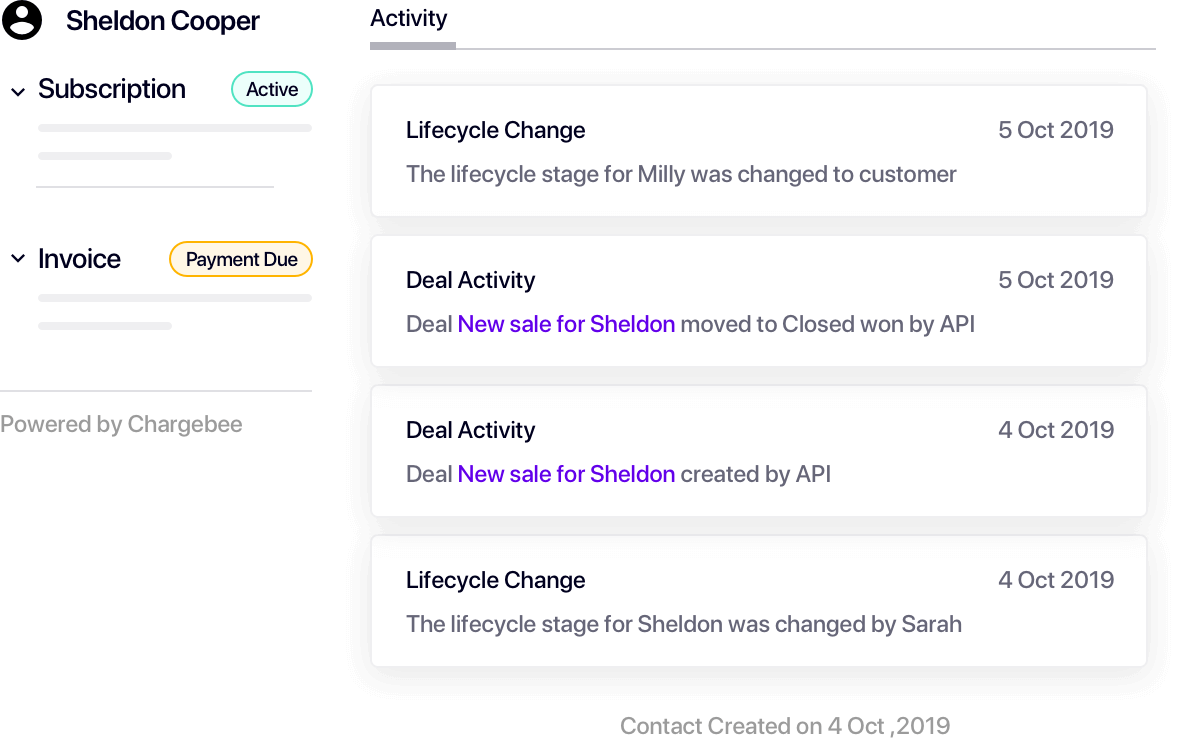 Sheldon Cooper
Subscription
Active
Invoice
Payment Due
Powered by Chargebee
Activity
Lifecycle Change
5 Oct 2019
The lifecycle stage for Milly was changed to customer
Deal Activity
5 Oct 2019
Deal New sale for Sheldon moved to Closed won by API
Deal Activity
4 Oct 2019
Deal New sale for Sheldon created by API
Lifecycle Change
4 Oct 2019
The lifecycle stage for Sheldon was changed by Sarah
Contact Created on 4 Oct ,2019